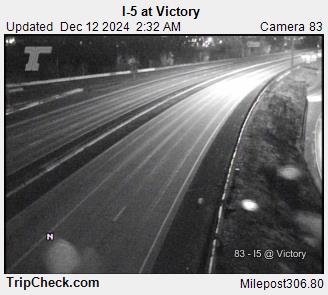 I-5 at Victory
Updated Dec 12 2024 2:32 AM Camera 83
T
N
83 - I5 @ Victory
TripCheck.com Milepost306.80